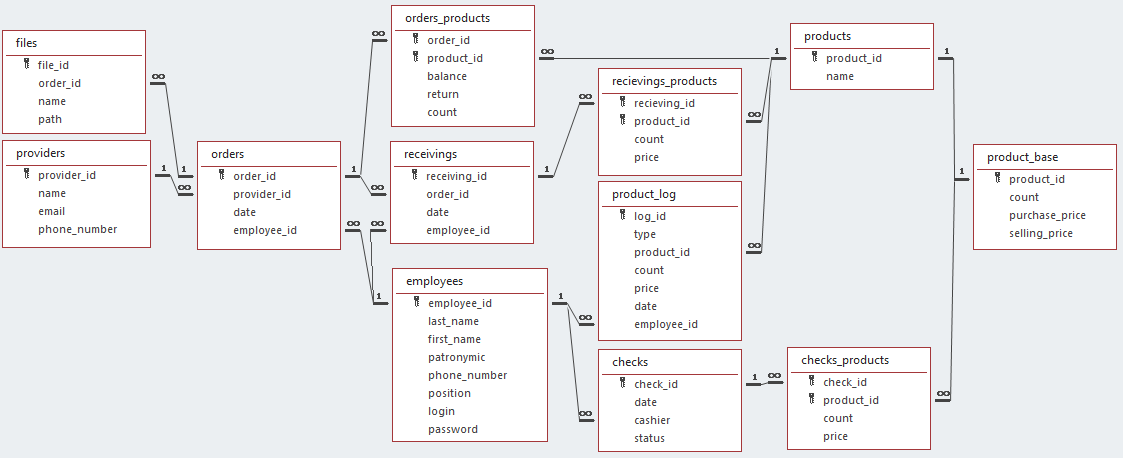 files
file_id
order_id
name
path
providers
provider_id
name
email
phone_number
orders
order_id
provider_id
date
employee_id
orders_products
order_id
product_id
balance
return
count
receivings
receiving_id
order_id
date
employee_id
employees
employee_id
last_name
first_name
patronymic
phone_number
position
login
password
recievings_products
recieving_id
product_id
count
price
product_log
log_id
type
product_id
count
price
date
employee_id
checks
check_id
date
cashier
status
products
product_id
name
checks_products
check_id
product_id
count
price
product_base
product_id
count
purchase_price
selling_price
∞
1
∞
1
1
∞
∞
∞
1
∞
∞
1
∞
1
∞
∞
1
∞
∞
∞
1
1
∞
1
1
∞